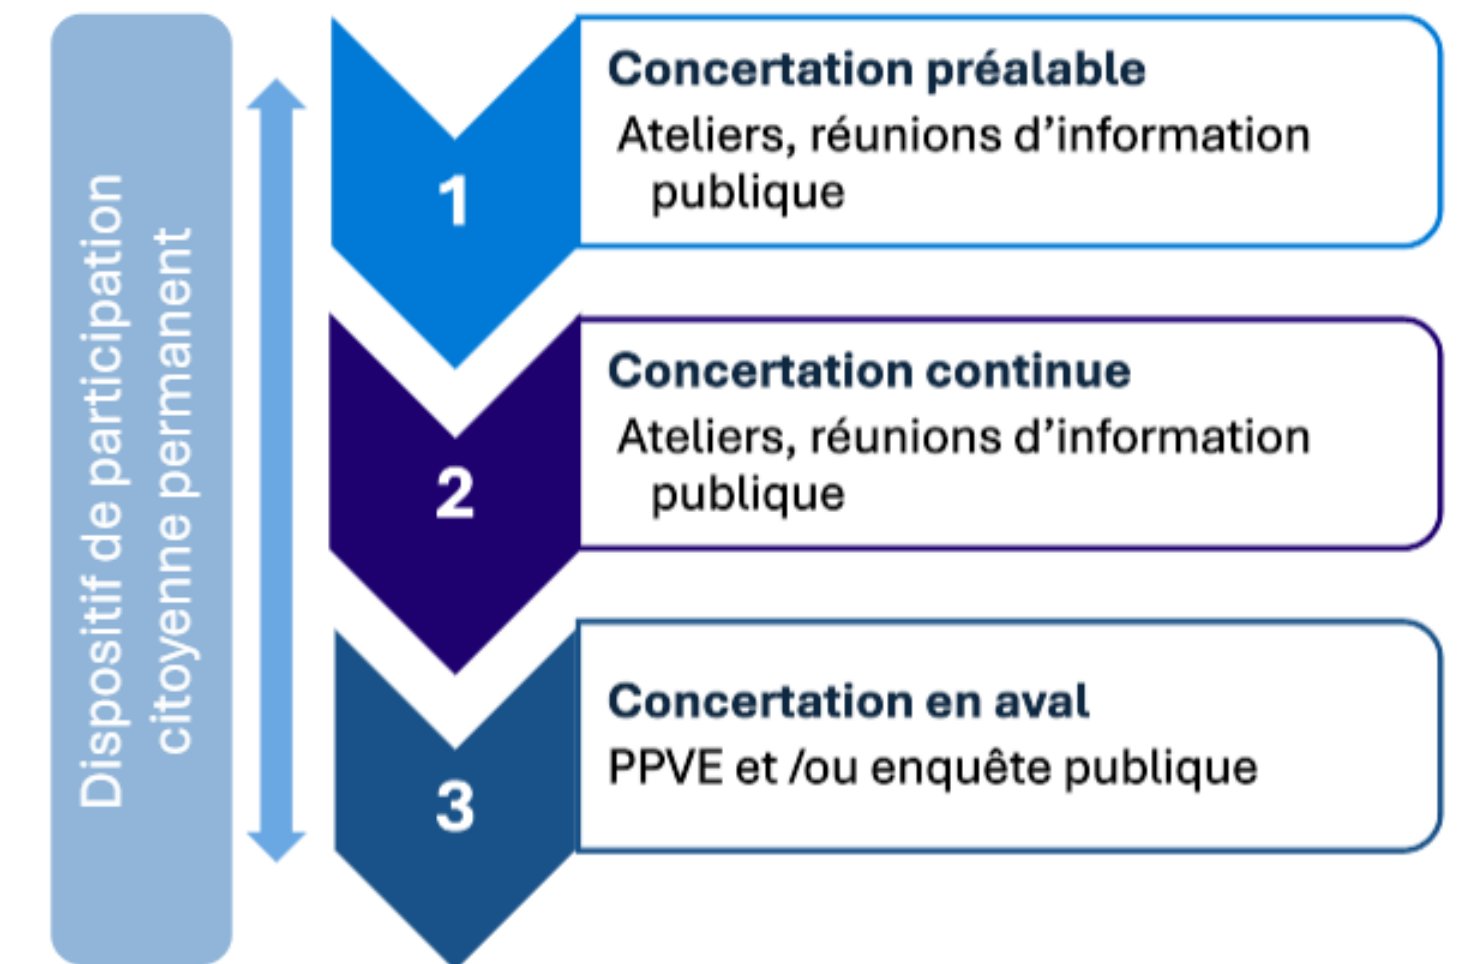 Dispositif de participation
citoyenne permanent
1
Concertation préalable
Ateliers, réunions d’information
publique
2
Concertation continue
Ateliers, réunions d’information
publique
3
Concertation en aval
PPVE et /ou enquête publique